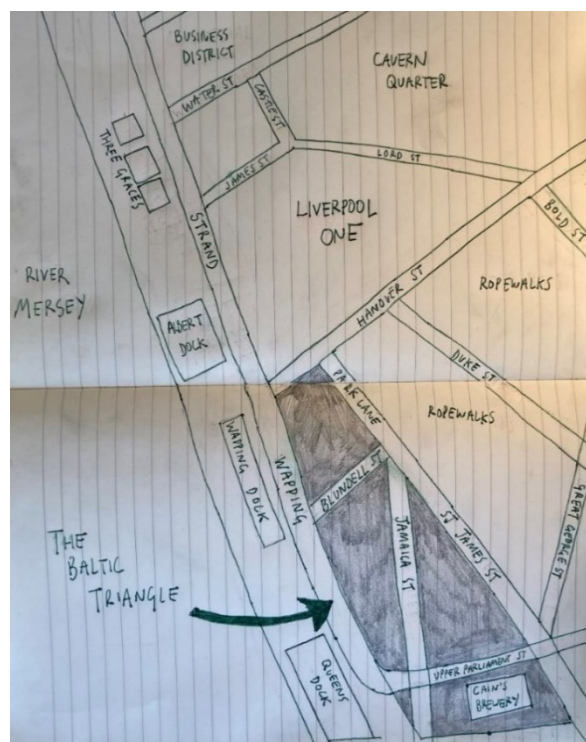 BUSINESS
DISTRICT
CAVERN
QUARTER
WATER ST
CASTLE ST
THREE GRACES
JAMES ST
LORD ST
STRAND
LIVERPOOL
ONE
BOLD ST
RIVER
MERSEY
HANOVER ST
ROPEWALKS
ALBERT
DOCK
DUKE ST
PARK LANE
ROPEWALKS
WAPPING DOCK
WAPPING
BLUNDELL ST
GREAT GEORGE ST
JAMAICA ST
ST JAMES ST
THE
BALTIC
TRIANGLE
QUEENS
DOCK
UPPER PARLIAMENT ST
CAIN'S
BREWERY